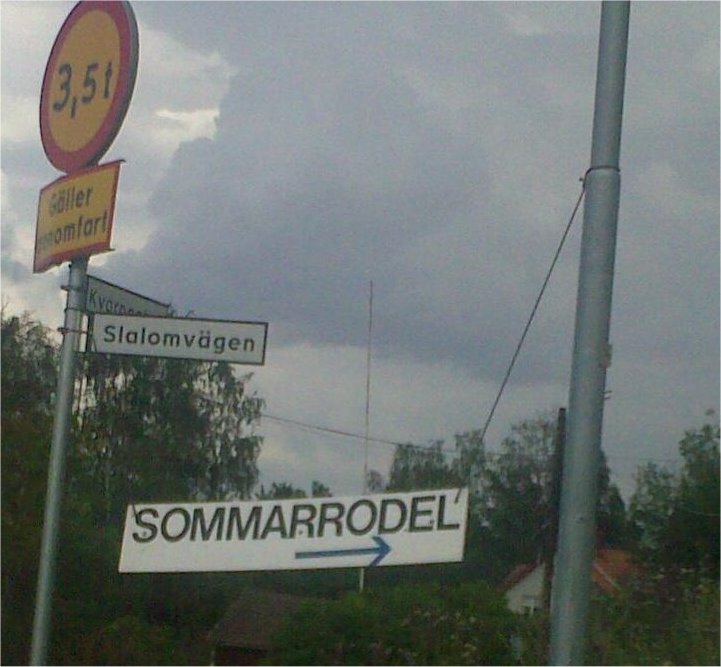 3,5t
Gäller
genomfart
Slalomvägen
SOMMARRODEL